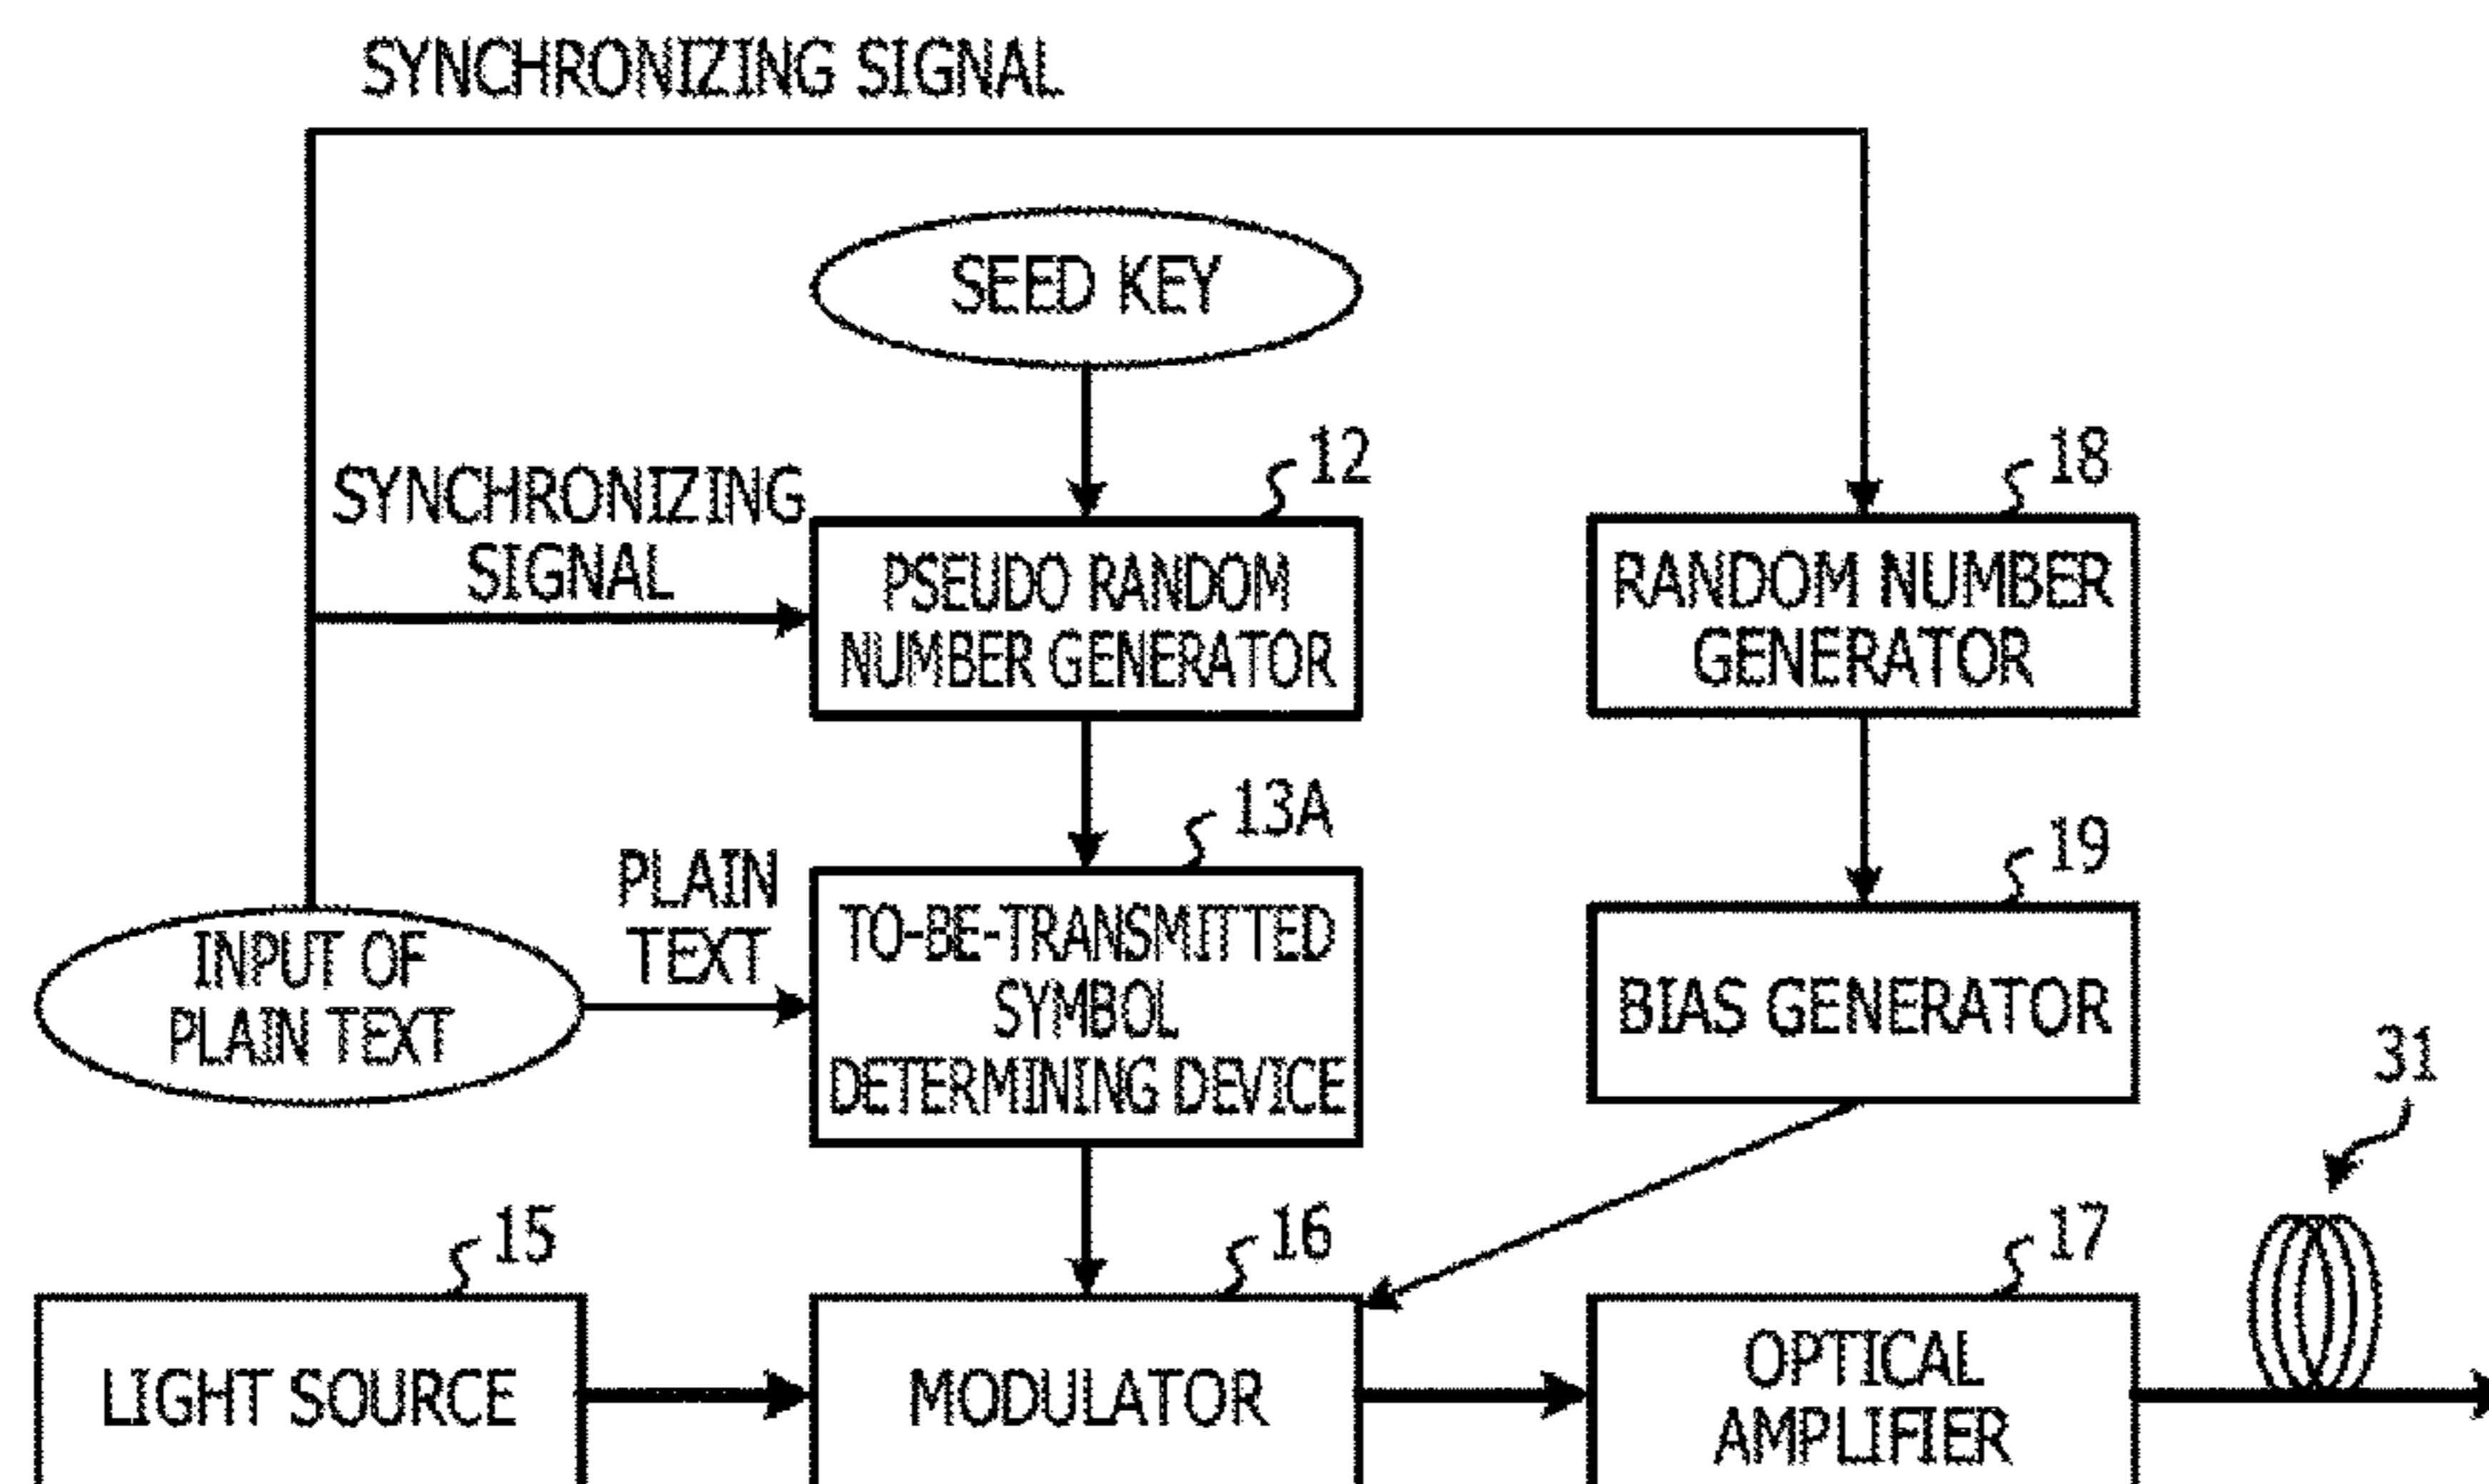 SYNCHRONIZING SIGNAL
SEED KEY
12
18
SYNCHRONIZING
SIGNAL
PSEUDO RANDOM
NUMBER GENERATOR
RANDOM NUMBER
GENERATOR
13A
19
PLAIN
TEXT
INPUT OF
PLAIN TEXT
TO-BE-TRANSMITTED
SYMBOL
DETERMINING DEVICE
BIAS GENERATOR
31
15
16
17
LIGHT SOURCE
MODULATOR
OPTICAL
AMPLIFIER